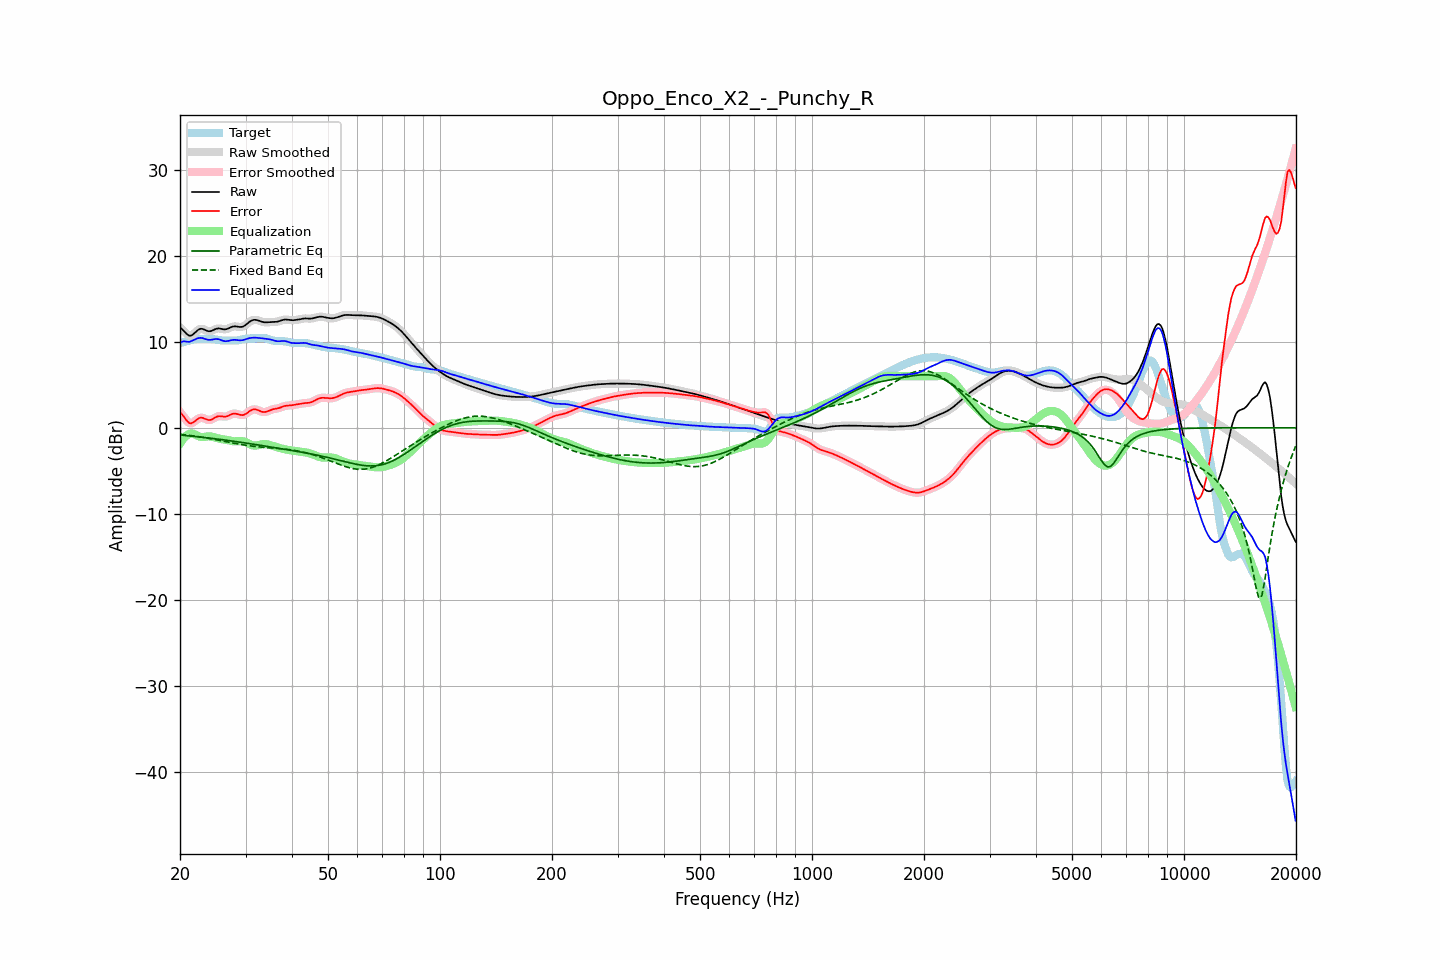 Oppo_Enco_X2_-_Punchy_R
Target
Raw Smoothed
Error Smoothed
Raw
Error
Equalization
Parametric Eq
Fixed Band Eq
Equalized
30
20
10
0
−10
−20
−30
−40
Amplitude (dBr)
20 50 100 200 500 1000 2000 5000 10000 20000
Frequency (Hz)